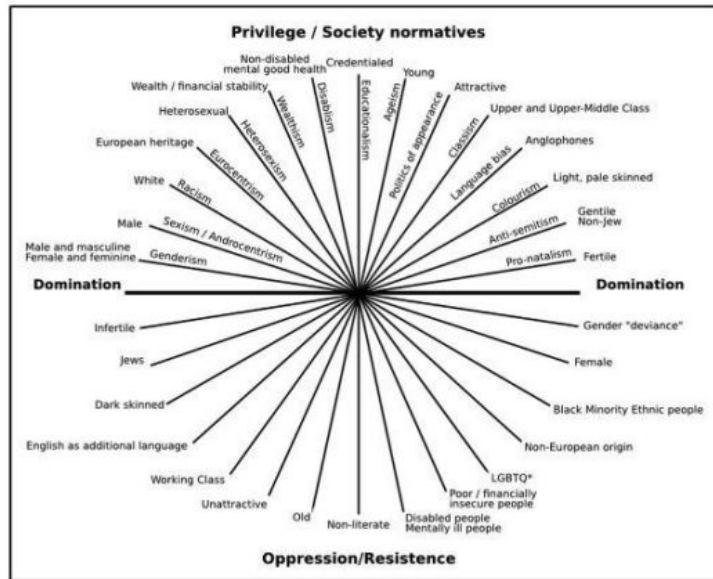 Privilege / Society normatives
Non-disabled
mental good health
Credentialed
Young
Wealth / financial stability
Attractive
Heterosexual
Upper and Upper-Middle Class
European heritage
Anglophones
White
Light, pale skinned
Male
Gentile
Non-Jew
Male and masculine
Female and feminine
Fertile
Genderism
Sexism / Androcentrism
Racism
Eurocentrism
Heterosexism
Wealthism
Disablism
Educationalism
Ageism
Politics of appearance
Classism
Language bias
Colourism
Anti-semitism
Pro-natalism
Domination
Domination
Infertile
Gender "deviance"
Jews
Female
Dark skinned
Black Minority Ethnic people
English as additional language
Non-European origin
Working Class
LGBTQ*
Unattractive
Poor / financially
insecure people
Old
Non-literate
Disabled people
Mentally ill people
Oppression/Resistance